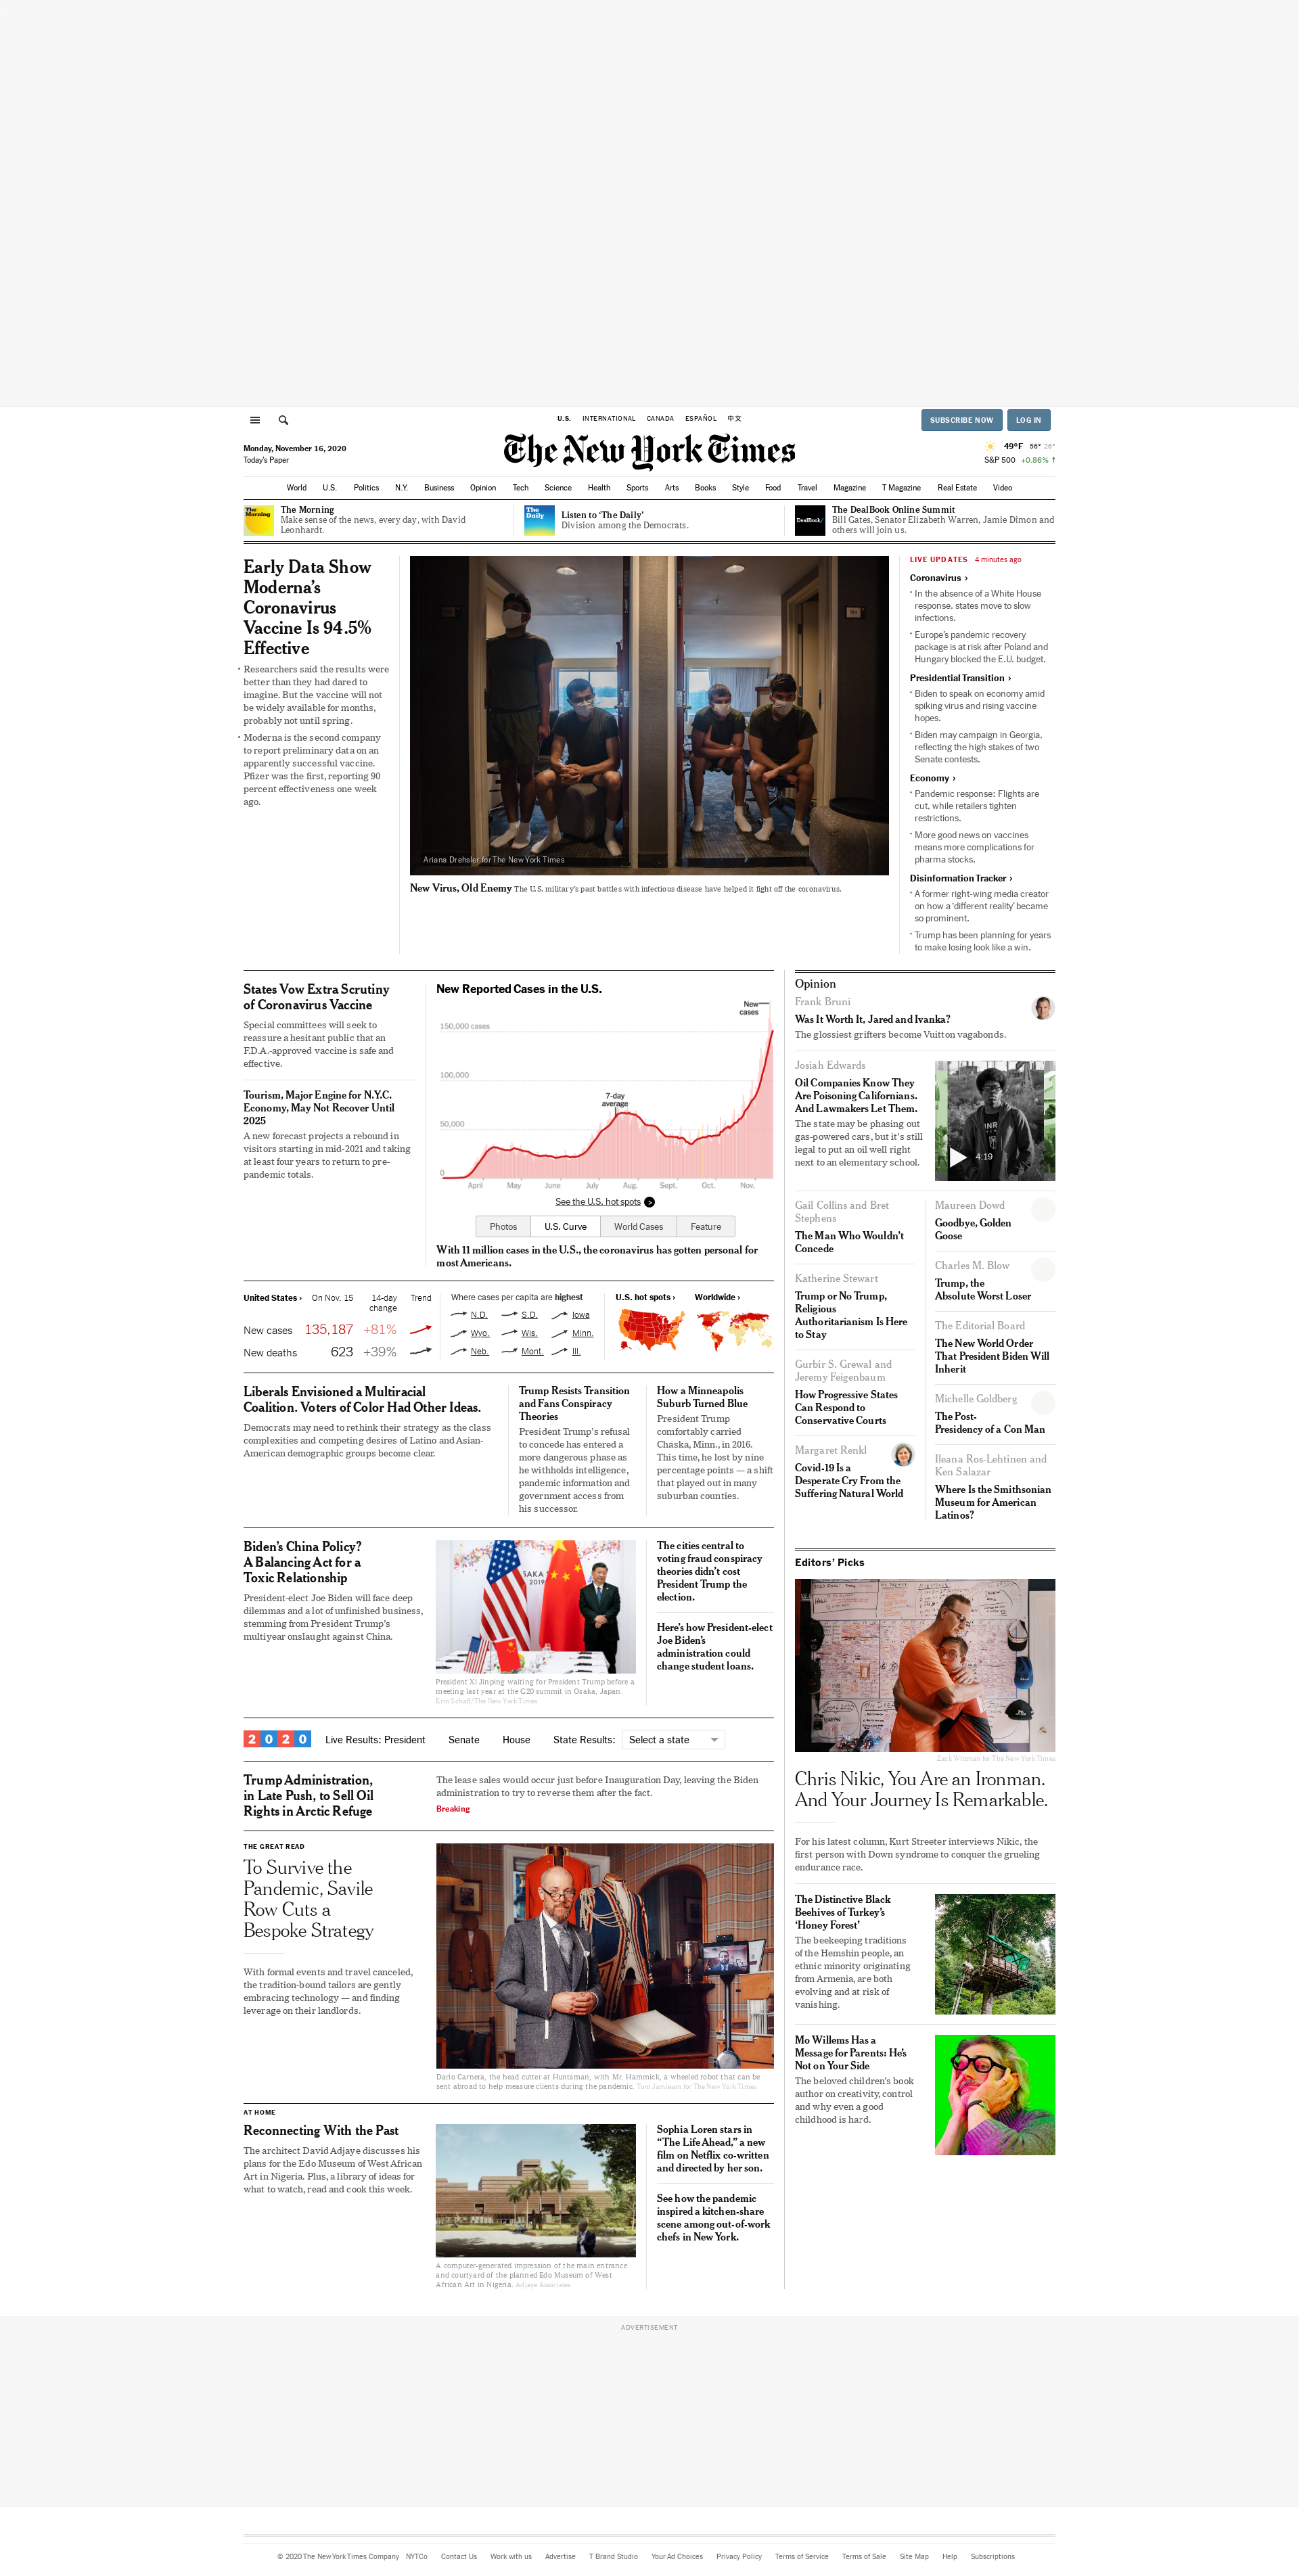 U.S. INTERNATIONAL CANADA ESPAÑOL 中文
SUBSCRIBE NOW LOG IN
Monday, November 16, 2020
Today's Paper
The New York Times
49°F 56° 26°
S&P 500 +0.86% ↑
World U.S. Politics N.Y. Business Opinion Tech Science Health Sports Arts Books Style Food Travel Magazine T Magazine Real Estate Video
The Morning
The Morning
Make sense of the news, every day, with David
Leonhardt.
The Daily
Listen to ‘The Daily’
Division among the Democrats.
DealBook/
The DealBook Online Summit
Bill Gates, Senator Elizabeth Warren, Jamie Dimon and
others will join us.
Early Data Show
Moderna’s
Coronavirus
Vaccine Is 94.5%
Effective
• Researchers said the results were
better than they had dared to
imagine. But the vaccine will not
be widely available for months,
probably not until spring.
• Moderna is the second company
to report preliminary data on an
apparently successful vaccine.
Pfizer was the first, reporting 90
percent effectiveness one week
ago.
Ariana Drehsler for The New York Times
New Virus, Old Enemy The U.S. military’s past battles with infectious disease have helped it fight off the coronavirus.
LIVE UPDATES 4 minutes ago
Coronavirus ›
• In the absence of a White House
response, states move to slow
infections.
• Europe’s pandemic recovery
package is at risk after Poland and
Hungary blocked the E.U. budget.
Presidential Transition ›
• Biden to speak on economy amid
spiking virus and rising vaccine
hopes.
• Biden may campaign in Georgia,
reflecting the high stakes of two
Senate contests.
Economy ›
• Pandemic response: Flights are
cut, while retailers tighten
restrictions.
• More good news on vaccines
means more complications for
pharma stocks.
Disinformation Tracker ›
• A former right-wing media creator
on how a ‘different reality’ became
so prominent.
• Trump has been planning for years
to make losing look like a win.
States Vow Extra Scrutiny
of Coronavirus Vaccine
Special committees will seek to
reassure a hesitant public that an
F.D.A.-approved vaccine is safe and
effective.
Tourism, Major Engine for N.Y.C.
Economy, May Not Recover Until
2025
A new forecast projects a rebound in
visitors starting in mid-2021 and taking
at least four years to return to pre-
pandemic totals.
New Reported Cases in the U.S.
New
cases
150,000 cases
100,000
7-day
average
50,000
0
April May June July Aug. Sept. Oct. Nov.
See the U.S. hot spots >
Photos U.S. Curve World Cases Feature
With 11 million cases in the U.S., the coronavirus has gotten personal for
most Americans.
United States › On Nov. 15 14-day
change Trend
New cases 135,187 +81%
New deaths 623 +39%
Where cases per capita are highest
N.D. S.D. Iowa
Wyo. Wis. Minn.
Neb. Mont. Ill.
U.S. hot spots › Worldwide ›
Liberals Envisioned a Multiracial
Coalition. Voters of Color Had Other Ideas.
Democrats may need to rethink their strategy as the class
complexities and competing desires of Latino and Asian-
American demographic groups become clear.
Trump Resists Transition
and Fans Conspiracy
Theories
President Trump’s refusal
to concede has entered a
more dangerous phase as
he withholds intelligence,
pandemic information and
government access from
his successor.
How a Minneapolis
Suburb Turned Blue
President Trump
comfortably carried
Chaska, Minn., in 2016.
This time, he lost by nine
percentage points — a shift
that played out in many
suburban counties.
Biden’s China Policy?
A Balancing Act for a
Toxic Relationship
President-elect Joe Biden will face deep
dilemmas and a lot of unfinished business,
stemming from President Trump’s
multiyear onslaught against China.
SAKA
2019
President Xi Jinping waiting for President Trump before a
meeting last year at the G20 summit in Osaka, Japan.
Erin Schaff/The New York Times
The cities central to
voting fraud conspiracy
theories didn’t cost
President Trump the
election.
Here’s how President-elect
Joe Biden’s
administration could
change student loans.
2020 Live Results: President Senate House State Results: Select a state
Trump Administration,
in Late Push, to Sell Oil
Rights in Arctic Refuge
The lease sales would occur just before Inauguration Day, leaving the Biden
administration to try to reverse them after the fact.
Breaking
THE GREAT READ
To Survive the
Pandemic, Savile
Row Cuts a
Bespoke Strategy
With formal events and travel canceled,
the tradition-bound tailors are gently
embracing technology — and finding
leverage on their landlords.
Dario Carnera, the head cutter at Huntsman, with Mr. Hammick, a wheeled robot that can be
sent abroad to help measure clients during the pandemic. Tom Jamieson for The New York Times
AT HOME
Reconnecting With the Past
The architect David Adjaye discusses his
plans for the Edo Museum of West African
Art in Nigeria. Plus, a library of ideas for
what to watch, read and cook this week.
A computer-generated impression of the main entrance
and courtyard of the planned Edo Museum of West
African Art in Nigeria. Adjaye Associates
Sophia Loren stars in
“The Life Ahead,” a new
film on Netflix co-written
and directed by her son.
See how the pandemic
inspired a kitchen-share
scene among out-of-work
chefs in New York.
Opinion
Frank Bruni
Was It Worth It, Jared and Ivanka?
The glossiest grifters become Vuitton vagabonds.
Josiah Edwards
Oil Companies Know They
Are Poisoning Californians.
And Lawmakers Let Them.
The state may be phasing out
gas-powered cars, but it’s still
legal to put an oil well right
next to an elementary school.
4:19
Gail Collins and Bret
Stephens
The Man Who Wouldn’t
Concede
Katherine Stewart
Trump or No Trump,
Religious
Authoritarianism Is Here
to Stay
Gurbir S. Grewal and
Jeremy Feigenbaum
How Progressive States
Can Respond to
Conservative Courts
Margaret Renkl
Covid-19 Is a
Desperate Cry From the
Suffering Natural World
Maureen Dowd
Goodbye, Golden
Goose
Charles M. Blow
Trump, the
Absolute Worst Loser
The Editorial Board
The New World Order
That President Biden Will
Inherit
Michelle Goldberg
The Post-
Presidency of a Con Man
Ileana Ros-Lehtinen and
Ken Salazar
Where Is the Smithsonian
Museum for American
Latinos?
Editors’ Picks
Zack Wittman for The New York Times
Chris Nikic, You Are an Ironman.
And Your Journey Is Remarkable.
For his latest column, Kurt Streeter interviews Nikic, the
first person with Down syndrome to conquer the grueling
endurance race.
The Distinctive Black
Beehives of Turkey’s
‘Honey Forest’
The beekeeping traditions
of the Hemshin people, an
ethnic minority originating
from Armenia, are both
evolving and at risk of
vanishing.
Mo Willems Has a
Message for Parents: He’s
Not on Your Side
The beloved children’s book
author on creativity, control
and why even a good
childhood is hard.
ADVERTISEMENT
© 2020 The New York Times Company NYTCo Contact Us Work with us Advertise T Brand Studio Your Ad Choices Privacy Policy Terms of Service Terms of Sale Site Map Help Subscriptions